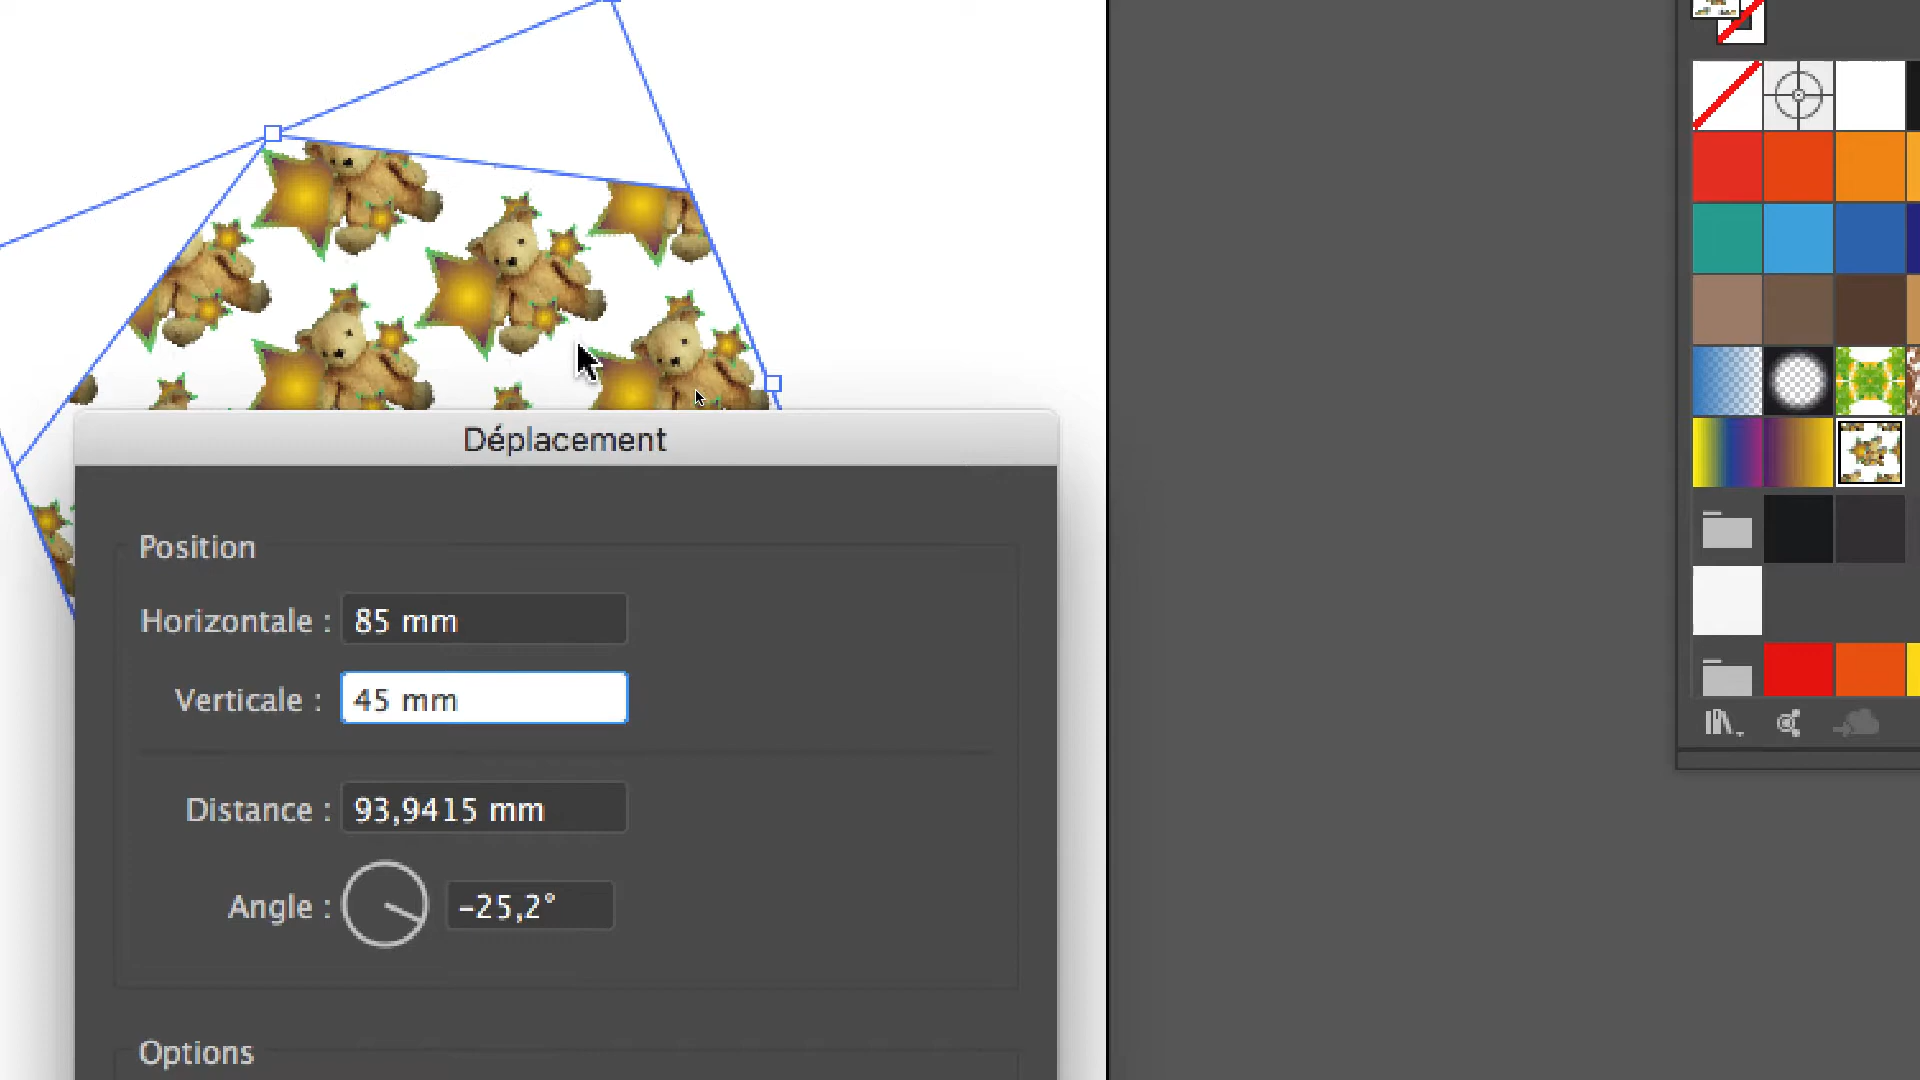 Déplacement
Position
Horizontale : 85 mm
Verticale : 45 mm
Distance : 93,9415 mm
Angle : -25,2°
Options